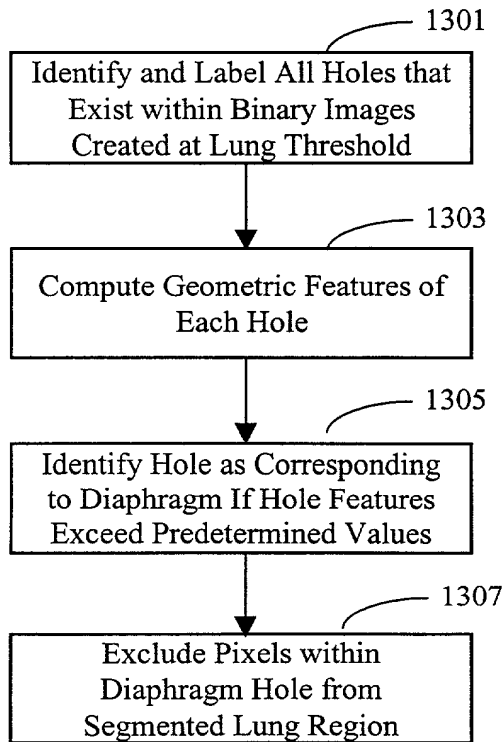 1301
Identify and Label All Holes that
Exist within Binary Images
Created at Lung Threshold
1303
Compute Geometric Features of
Each Hole
1305
Identify Hole as Corresponding
to Diaphragm If Hole Features
Exceed Predetermined Values
1307
Exclude Pixels within
Diaphragm Hole from
Segmented Lung Region